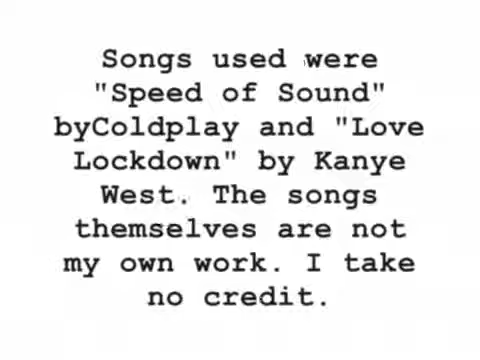 Songs used were
"Speed of Sound"
byColdplay and "Love
Lockdown" by Kanye
West. The songs
themselves are not
my own work. I take
no credit.